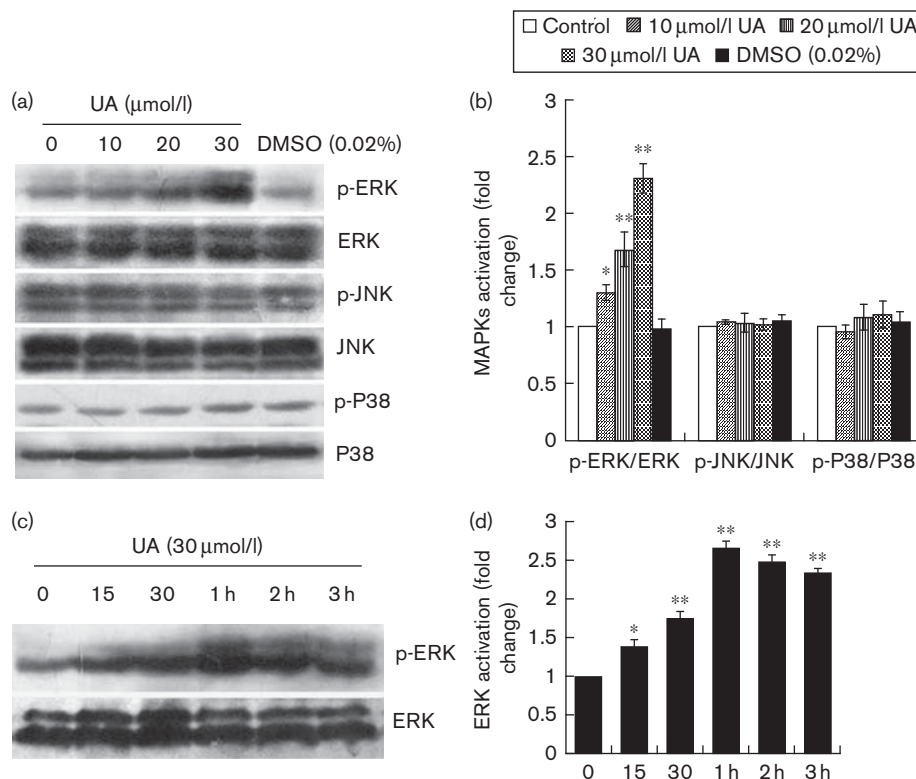 Control 10 µmol/l UA 20 µmol/l UA
30 µmol/l UA DMSO (0.02%)
(a)
UA (µmol/l)
0 10 20 30 DMSO (0.02%)
p-ERK
ERK
p-JNK
JNK
p-P38
P38
(b)
MAPKs activation (fold
change)
3
2.5
2
1.5
1
0.5
0
*
**
**
p-ERK/ERK p-JNK/JNK p-P38/P38
(c)
UA (30 µmol/l)
0 15 30 1 h 2 h 3 h
p-ERK
ERK
(d)
ERK activation (fold
change)
3
2.5
2
1.5
1
0.5
0
*
**
**
**
**
0 15 30 1 h 2 h 3 h